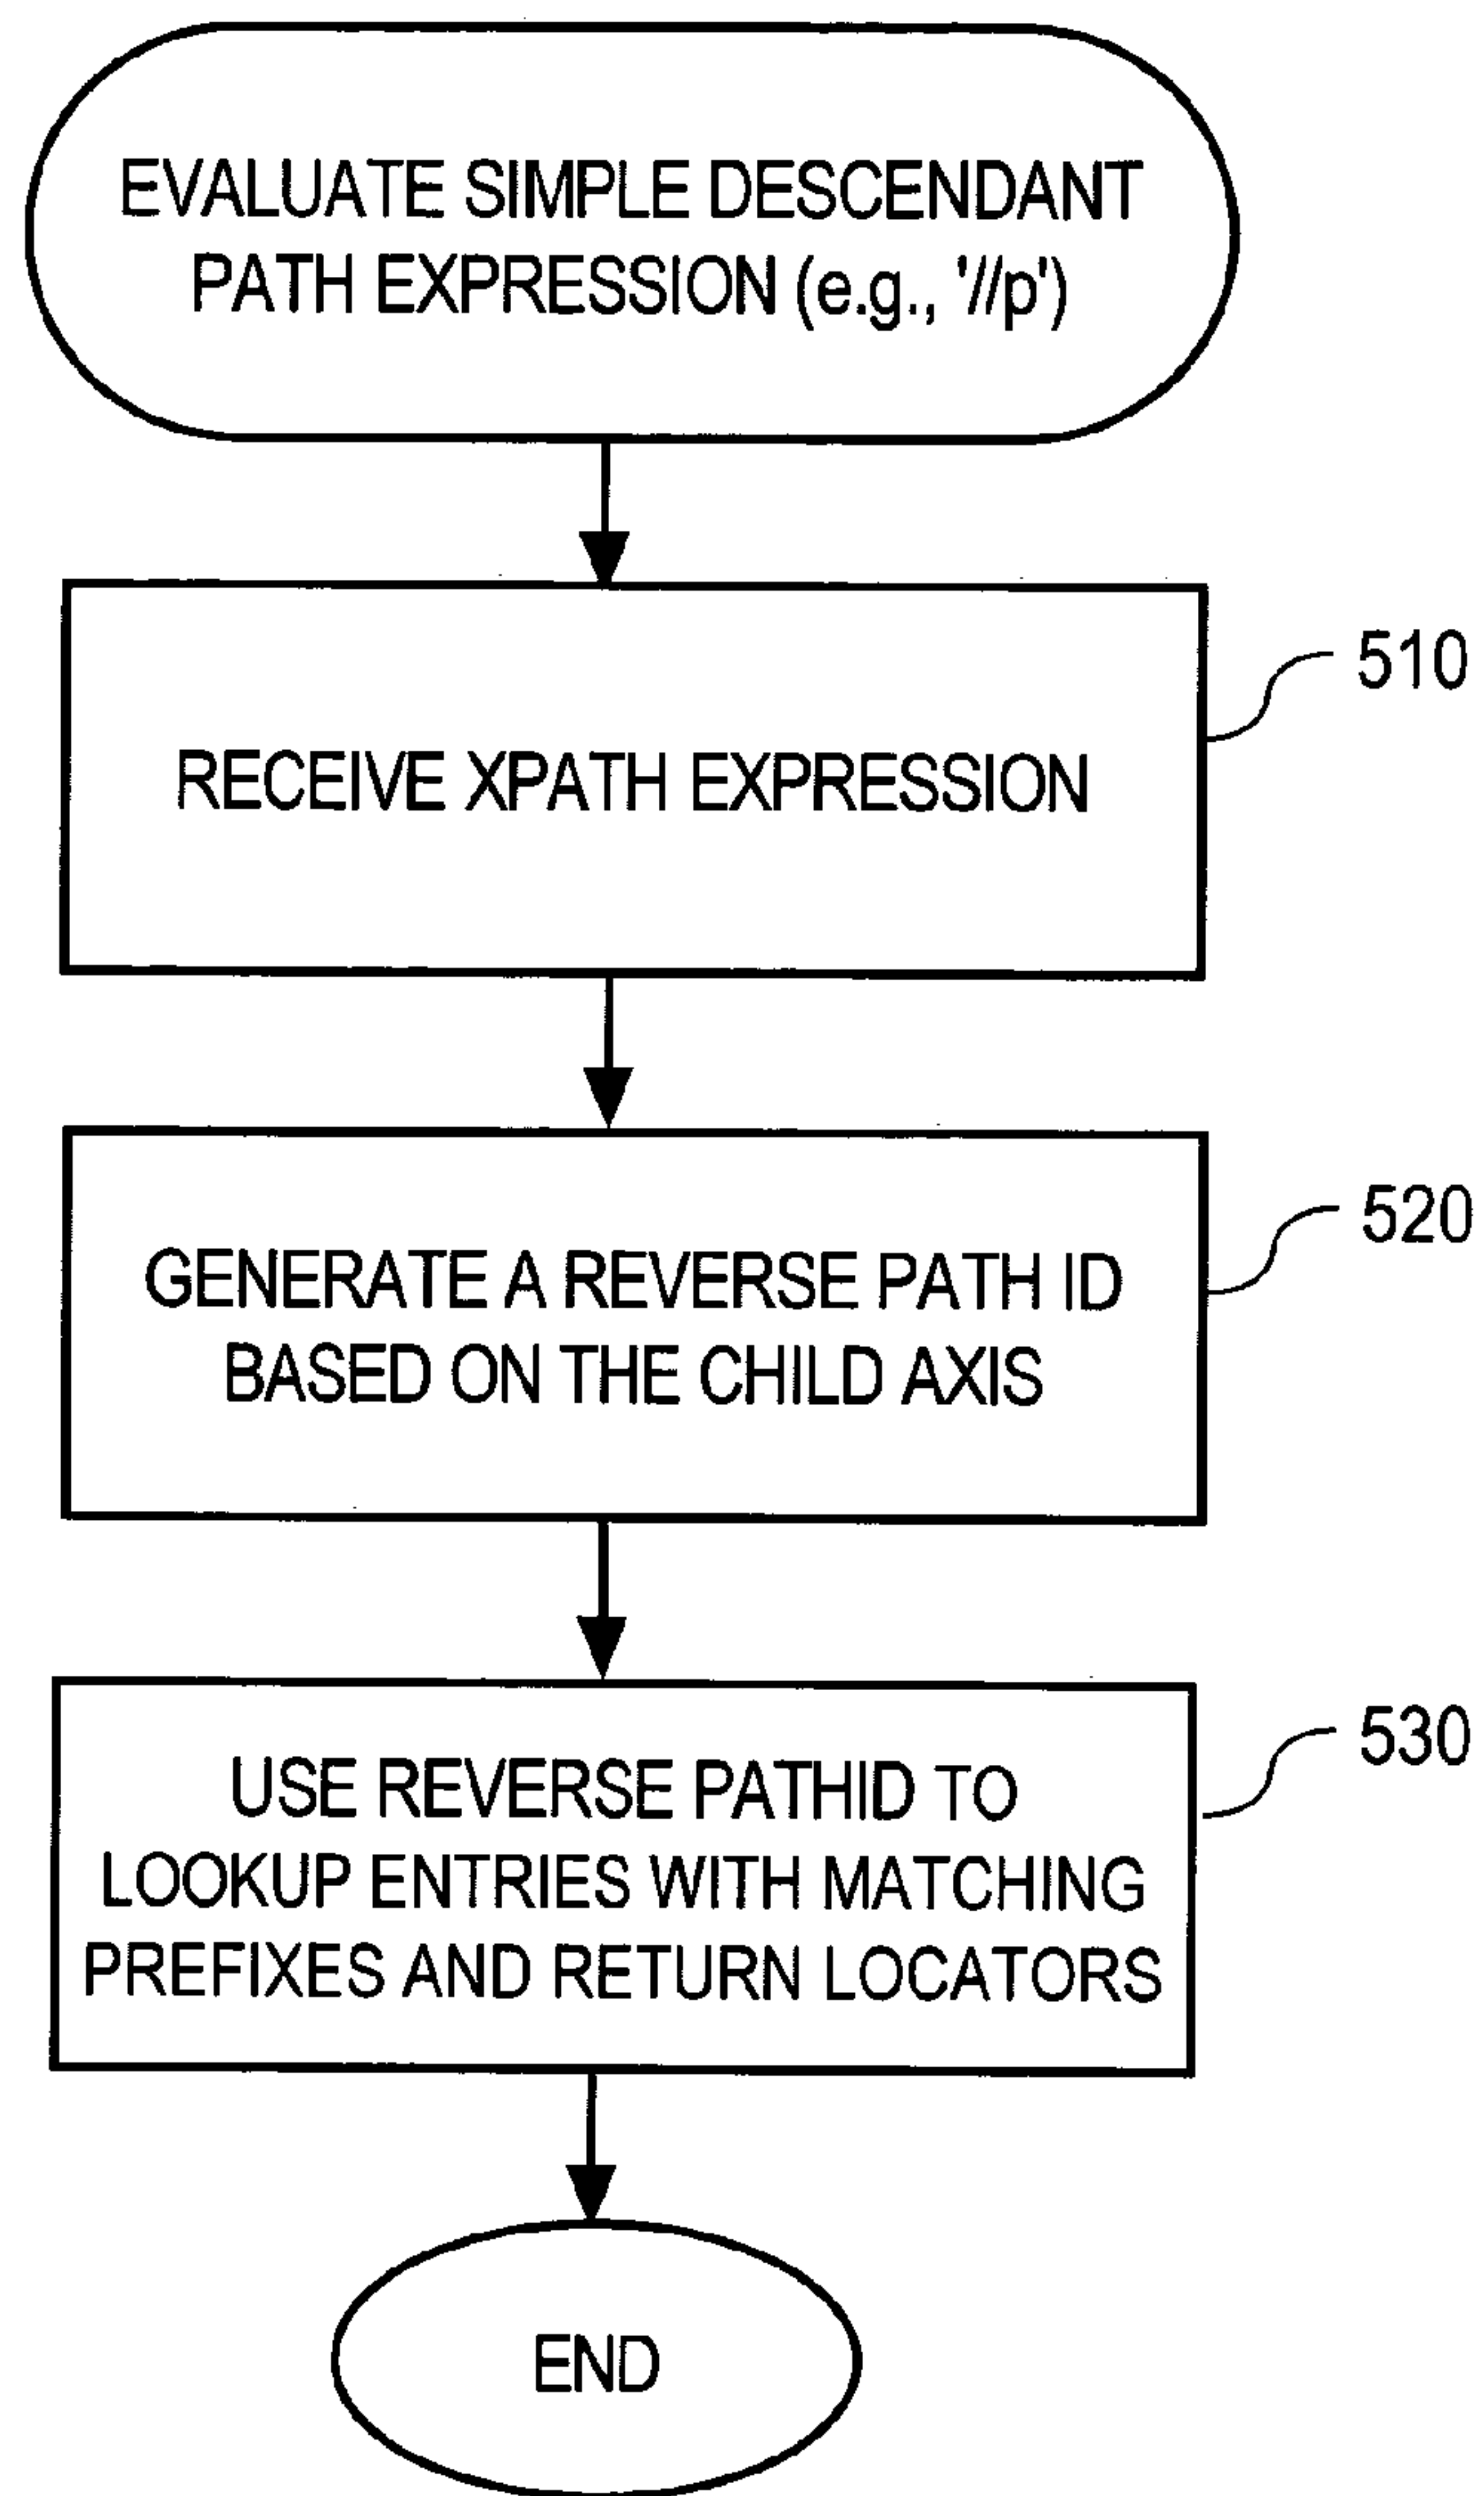 EVALUATE SIMPLE DESCENDANT
PATH EXPRESSION (e.g., '//p')
RECEIVE XPATH EXPRESSION
510
GENERATE A REVERSE PATH ID
BASED ON THE CHILD AXIS
520
USE REVERSE PATHID TO
LOOKUP ENTRIES WITH MATCHING
PREFIXES AND RETURN LOCATORS
530
END